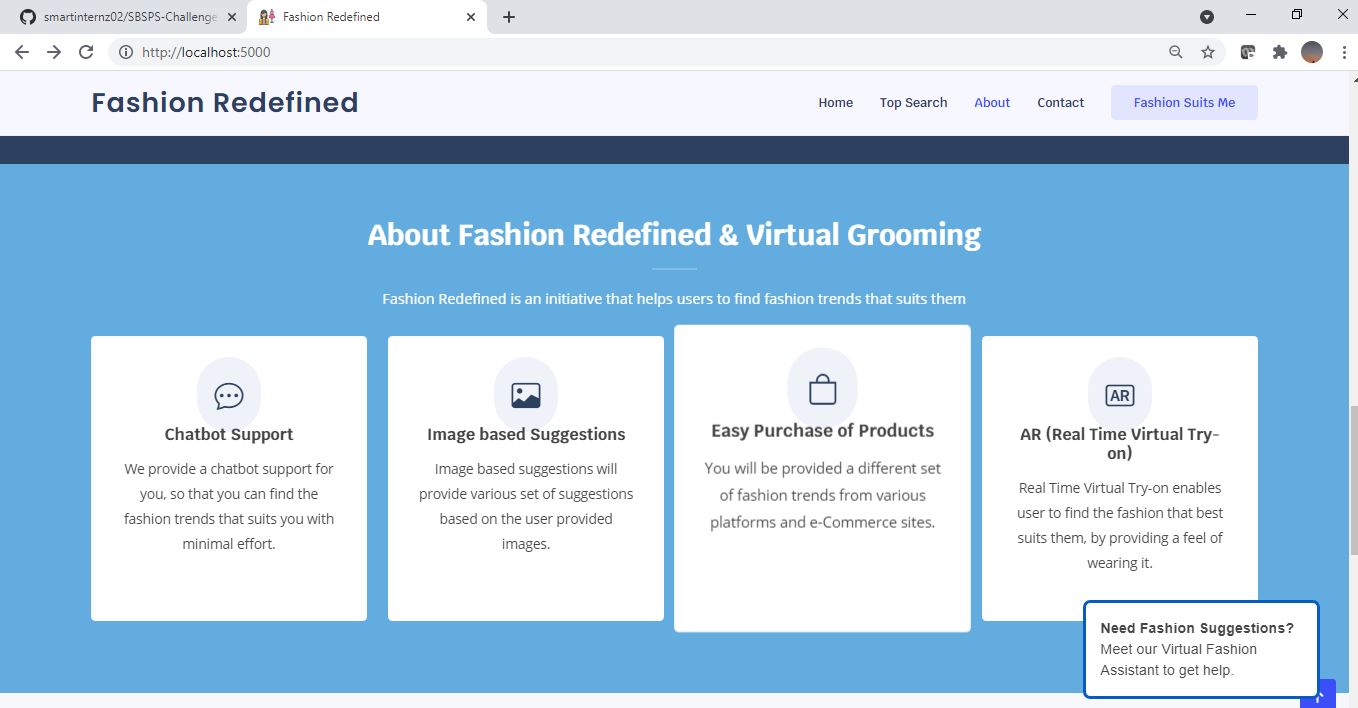 smartinternz02/SBSPS-Challenge
Fashion Redefined
http://localhost:5000
Fashion Redefined
Home
Top Search
About
Contact
Fashion Suits Me
About Fashion Redefined & Virtual Grooming
Fashion Redefined is an initiative that helps users to find fashion trends that suits them
Chatbot Support
We provide a chatbot support for
you, so that you can find the
fashion trends that suits you with
minimal effort.
Image based Suggestions
Image based suggestions will
provide various set of suggestions
based on the user provided
images.
Easy Purchase of Products
You will be provided a different set
of fashion trends from various
platforms and e-Commerce sites.
AR
AR (Real Time Virtual Try-
on)
Real Time Virtual Try-on enables
user to find the fashion that best
suits them, by providing a feel of
wearing it.
Need Fashion Suggestions?
Meet our Virtual Fashion
Assistant to get help.